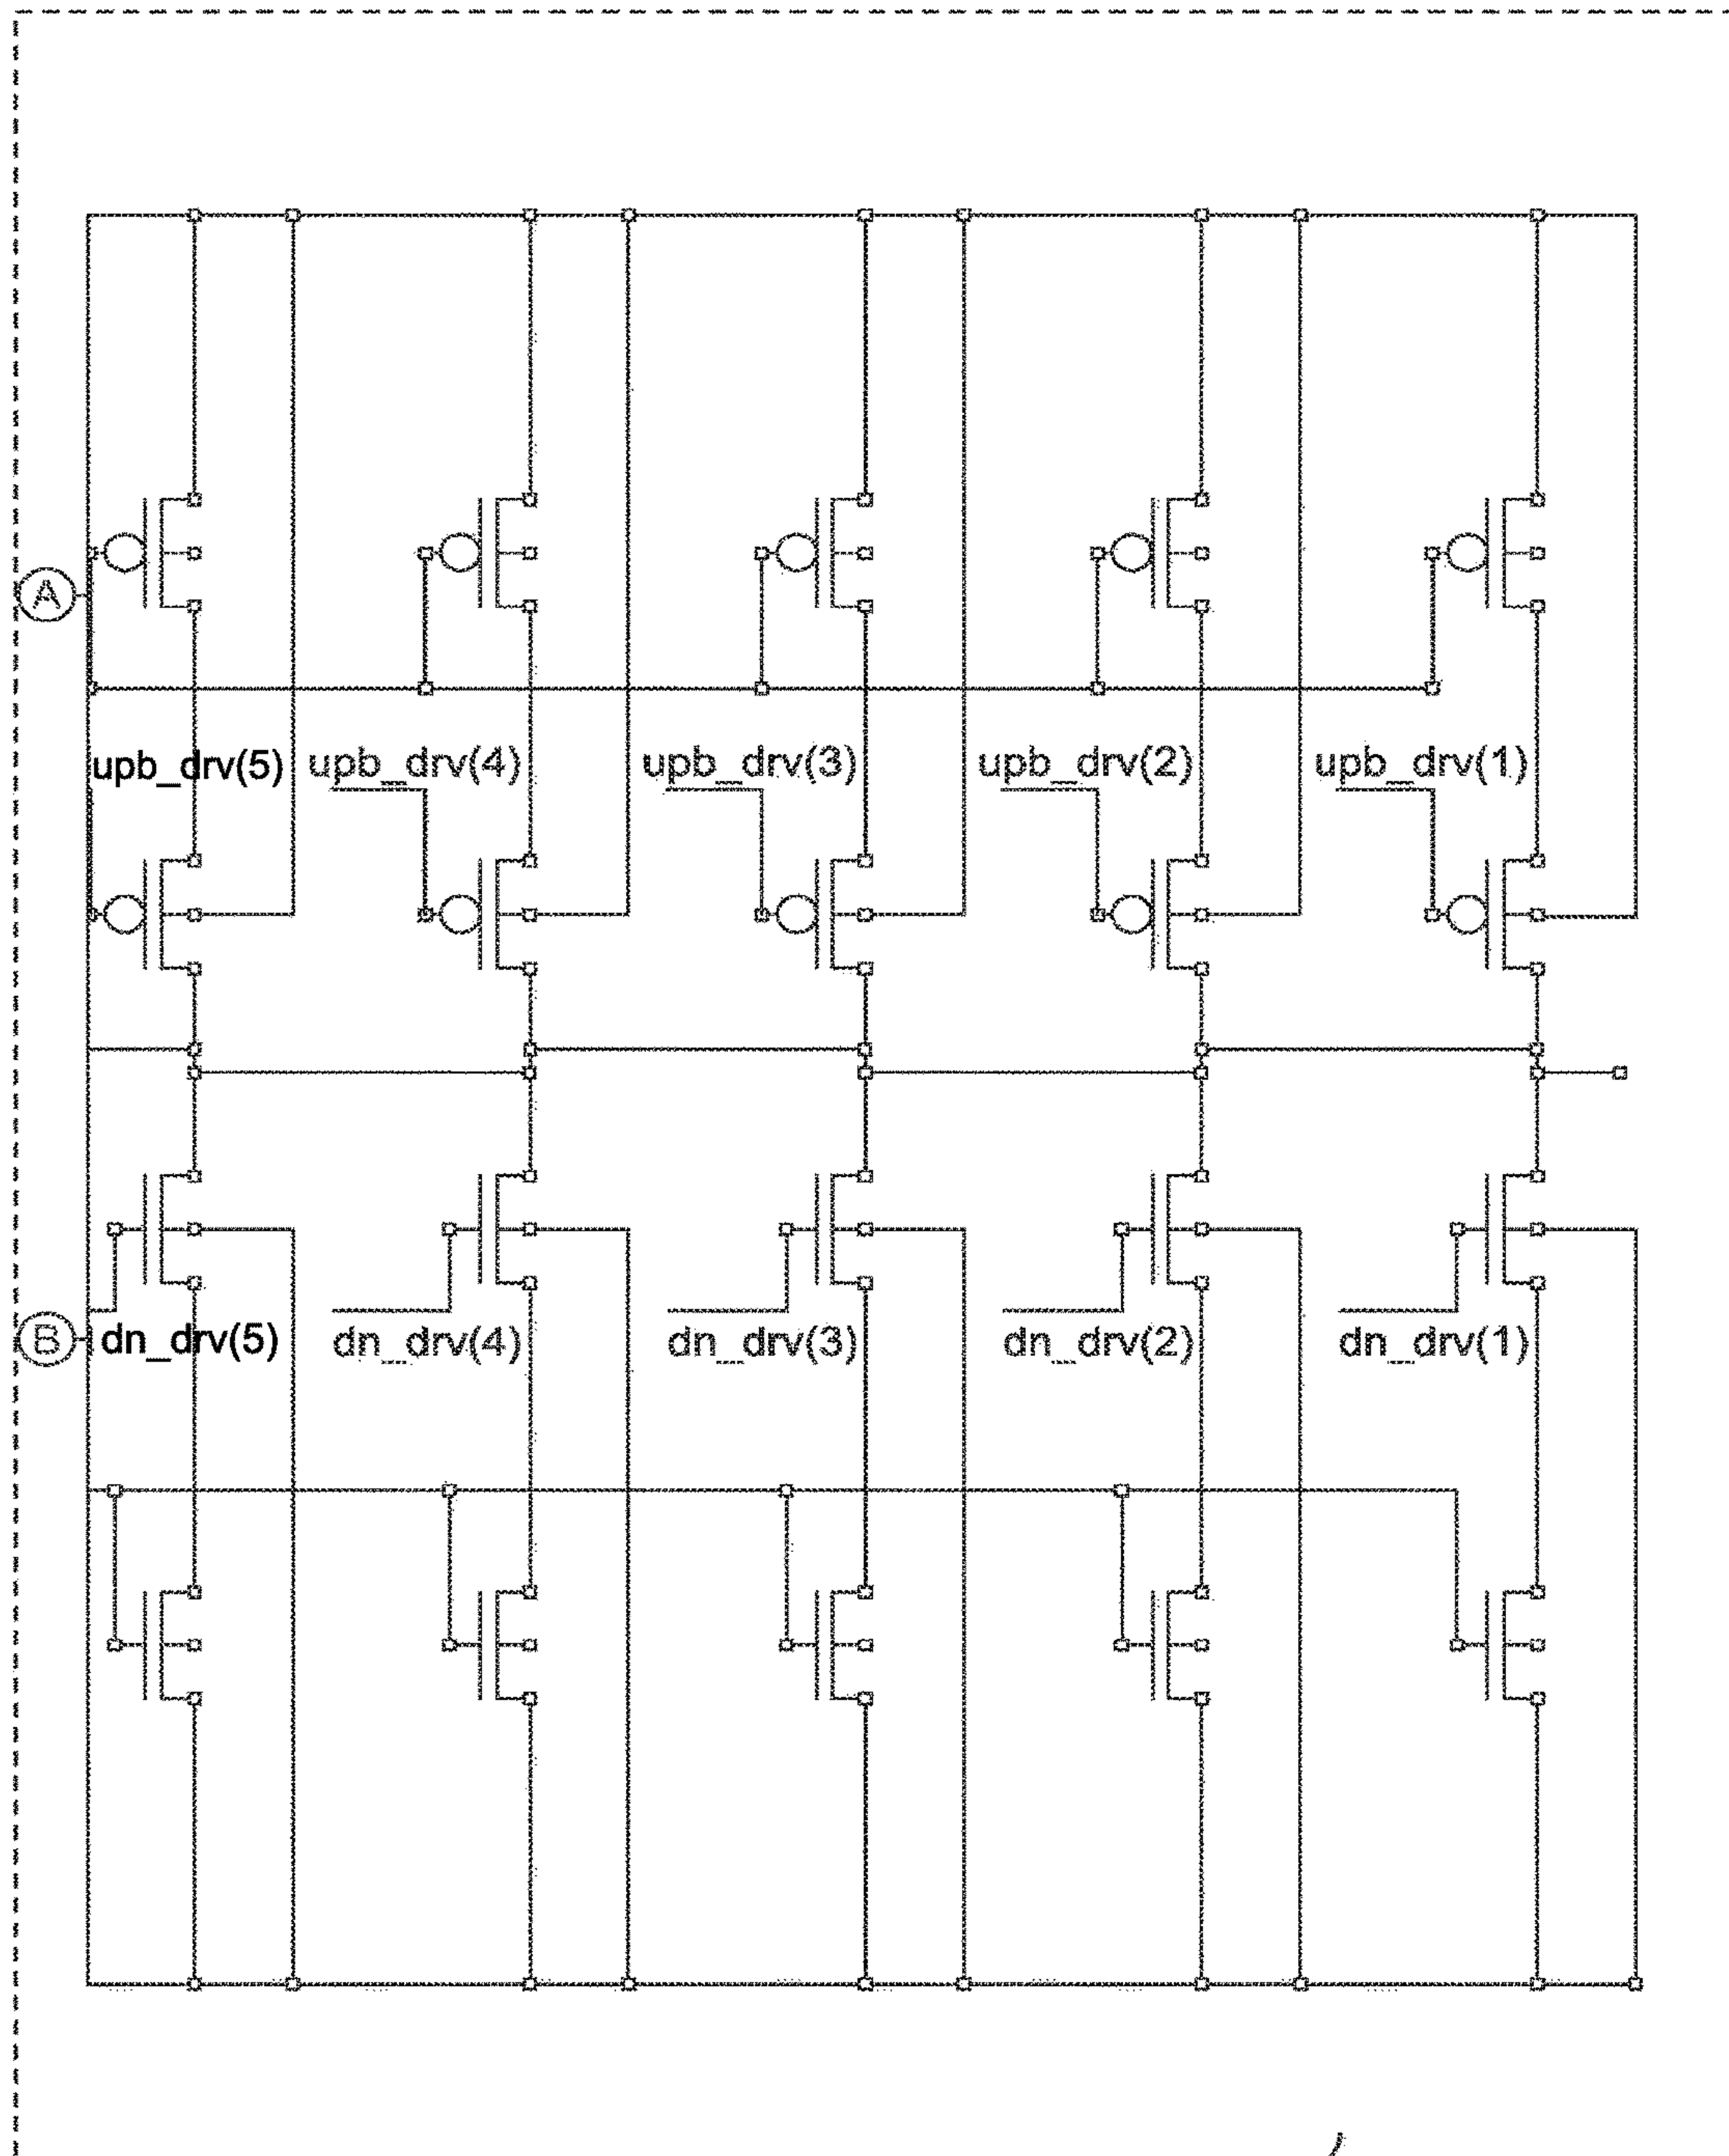 A
upb_drv(5) upb_drv(4) upb_drv(3) upb_drv(2) upb_drv(1)
B dn_drv(5) dn_drv(4) dn_drv(3) dn_drv(2) dn_drv(1)